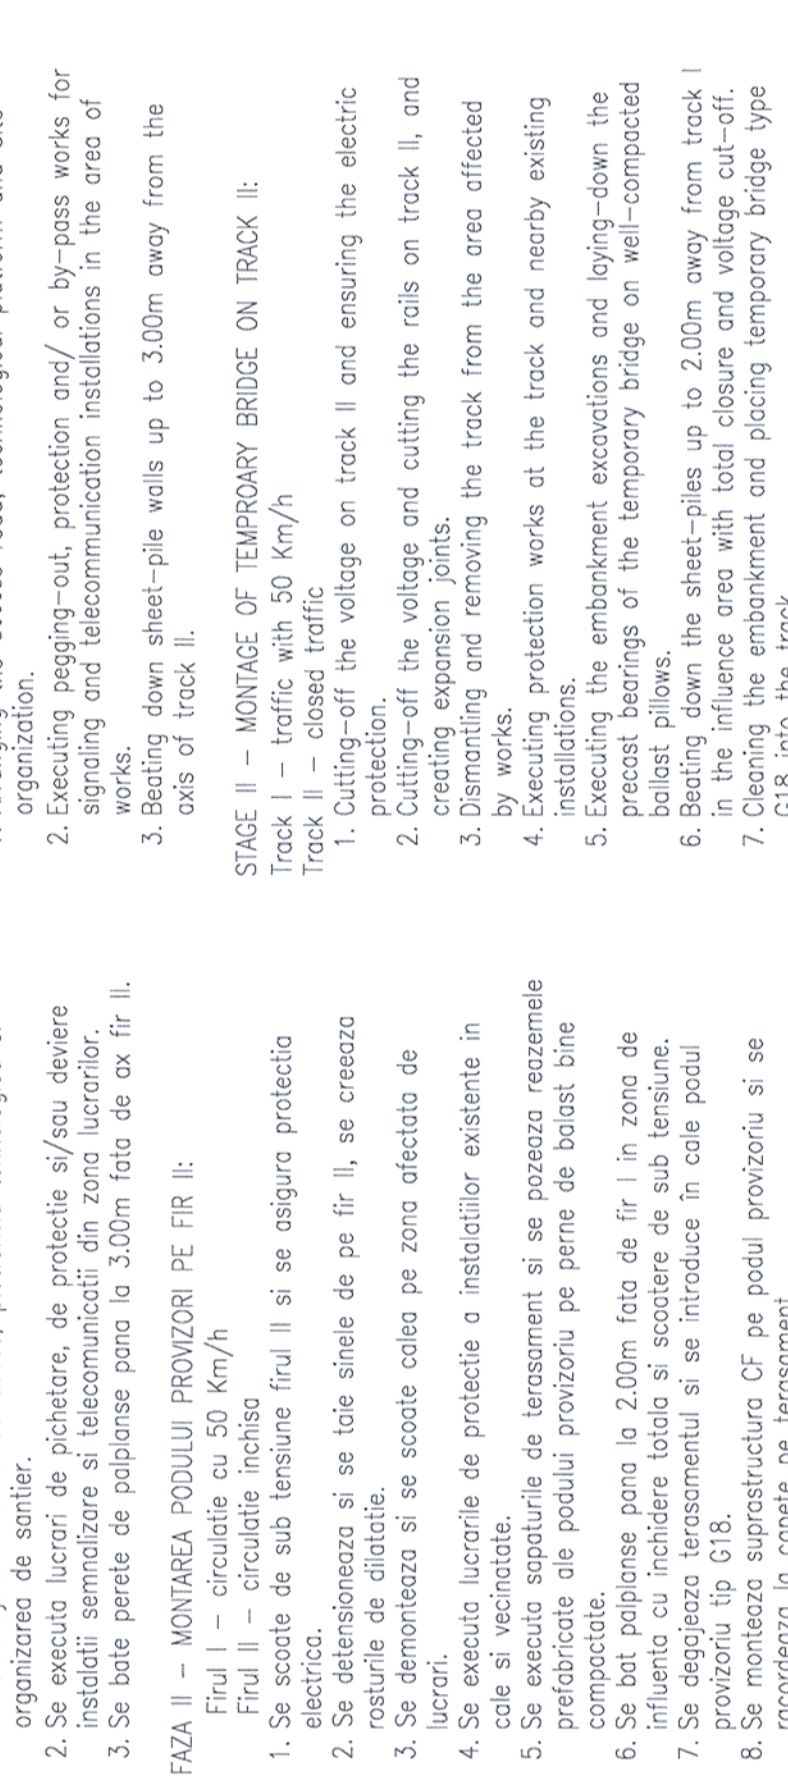 organizarea de santier.
2. Se executa lucrari de pichetare, de protectie si/sau deviere
instalatii semnalizare si telecomunicatii din zona lucrarilor.
3. Se bate perete de palplanse pana la 3.00m fata de ax fir II.
FAZA II – MONTAREA PODULUI PROVIZORI PE FIR II:
Firul I – circulatie cu 50 Km/h
Firul II – circulatie inchisa
1. Se scoate de sub tensiune firul II si se asigura protectia
electrica.
2. Se detensioneaza si se taie sinele de pe fir II, se creeaza
rosturile de dilatatie.
3. Se demonteaza si se scoate calea pe zona afectata de
lucrari.
4. Se executa lucrarile de protectie a instalatiilor existente in
cale si vecinatate.
5. Se executa sapaturile de terasament si se pozeaza reazemele
prefabricate ale podului provizoriu pe perne de balast bine
compactate.
6. Se bat palplanse pana la 2.00m fata de fir I in zona de
influenta cu inchidere totala si scoatere de sub tensiune.
7. Se degajeaza terasamentul si se introduce în cale podul
provizoriu tip G18.
8. Se monteaza suprastructura CF pe podul provizoriu si se
racordeaza la capete pe terasament
organization.
2. Executing pegging–out, protection and/ or by–pass works for
signaling and telecommunication installations in the area of
works.
3. Beating down sheet–pile walls up to 3.00m away from the
axis of track II.
STAGE II – MONTAGE OF TEMPROARY BRIDGE ON TRACK II:
Track I – traffic with 50 Km/h
Track II – closed traffic
1. Cutting–off the voltage on track II and ensuring the electric
protection.
2. Cutting–off the voltage and cutting the rails on track II, and
creating expansion joints.
3. Dismantling and removing the track from the area affected
by works.
4. Executing protection works at the track and nearby existing
installations.
5. Executing the embankment excavations and laying–down the
precast bearings of the temporary bridge on well–compacted
ballast pillows.
6. Beating down the sheet–piles up to 2.00m away from track I
in the influence area with total closure and voltage cut–off.
7. Cleaning the embankment and placing temporary bridge type
G18 into the track